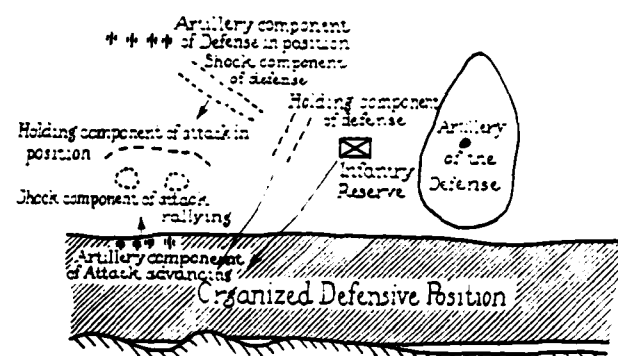 Artillery component
of Defense in position
Shock component
of defense
Holding component
of defense
Holding component of attack in
position
Infantry
Reserve
Artillery
of the
Defense
Shock component of attack
rallying
Artillery component
of Attack advancing
Organized Defensive Position